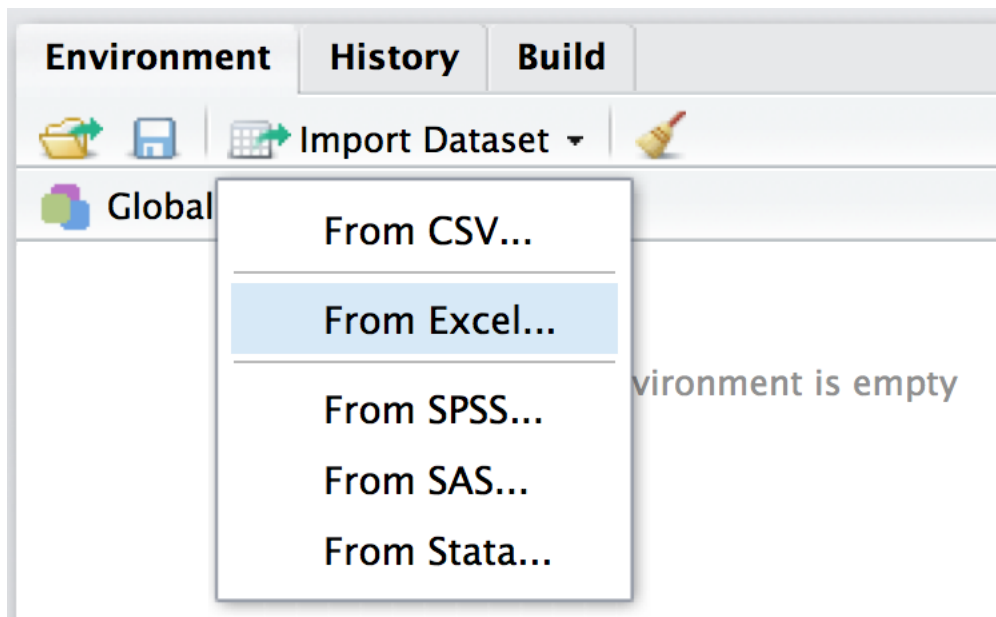 Environment History Build
Import Dataset
Global
From CSV...
From Excel...
vironment is empty
From SPSS...
From SAS...
From Stata...